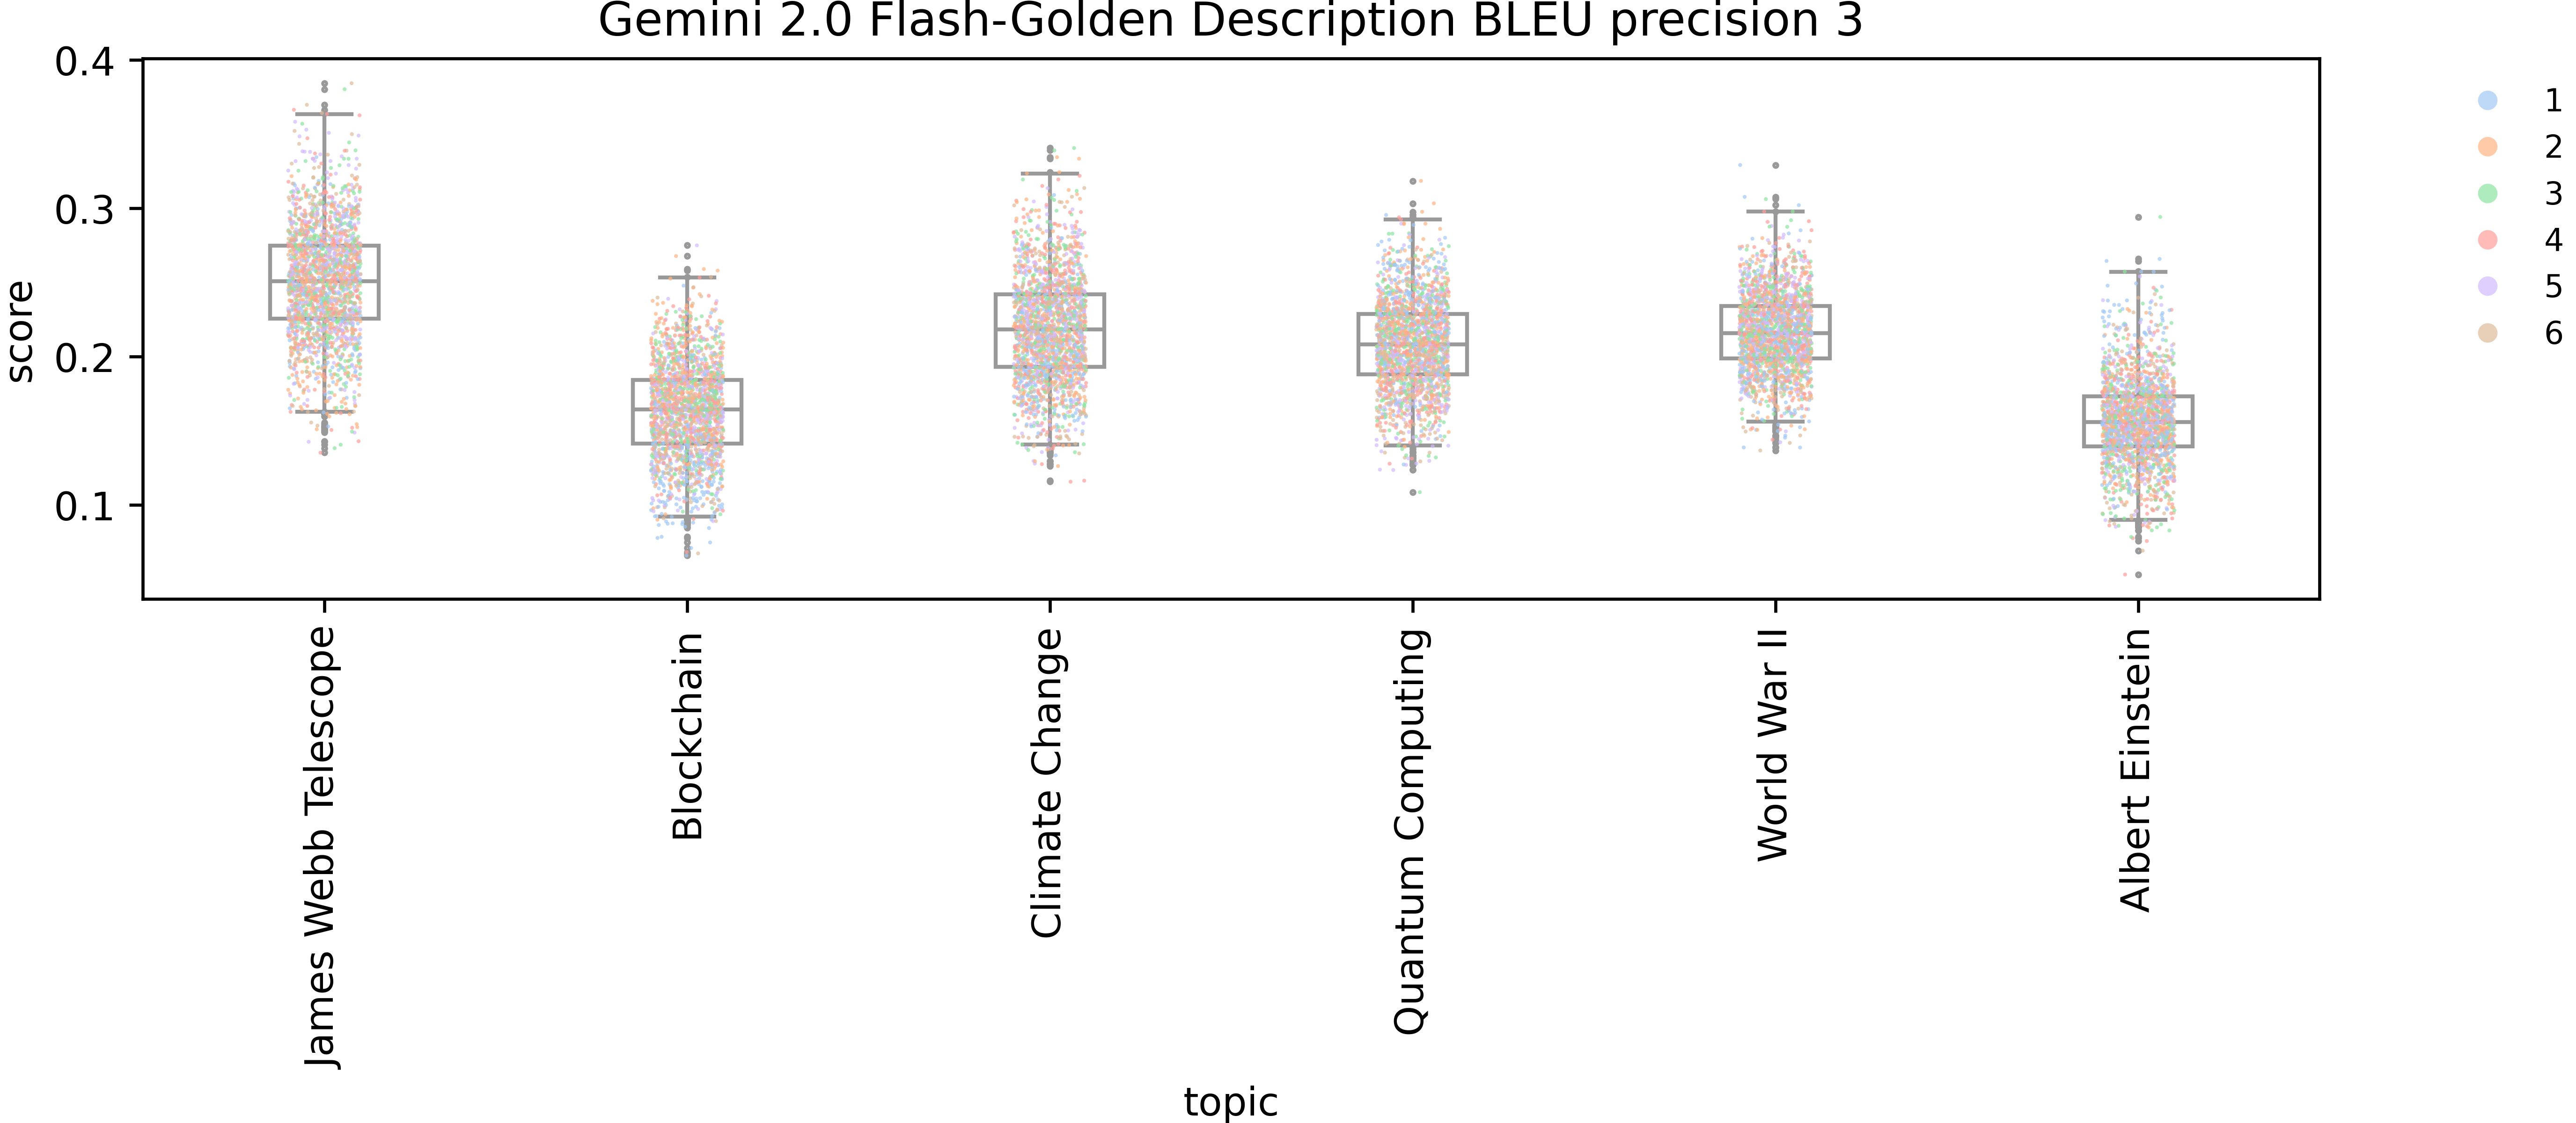 Gemini 2.0 Flash-Golden Description BLEU precision 3
0.4
0.3
0.2
0.1
score
James Webb Telescope
Blockchain
Climate Change
Quantum Computing
World War II
Albert Einstein
topic
1
2
3
4
5
6